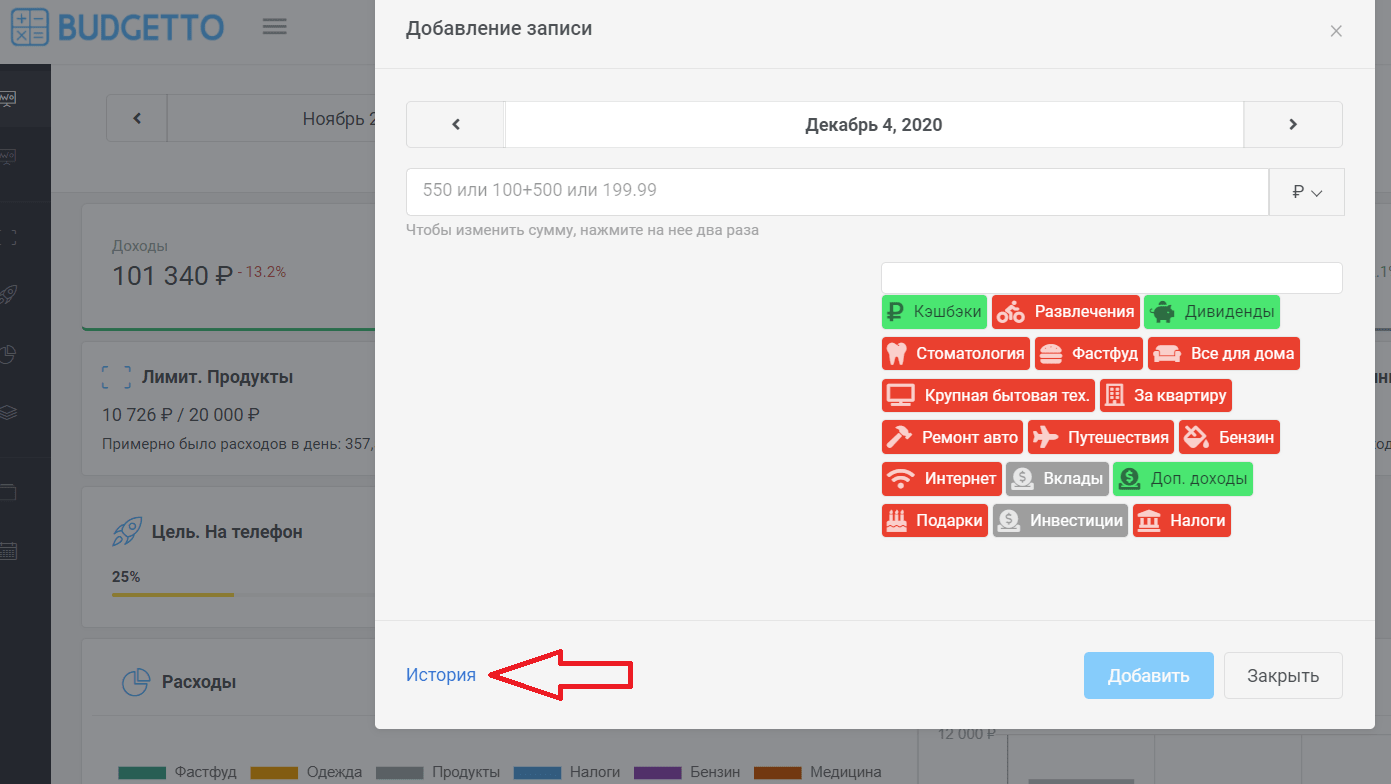 BUDGETTO
Добавление записи
Ноябрь 2
Декабрь 4, 2020
550 или 100+500 или 199.99
₽
Чтобы изменить сумму, нажмите на нее два раза
Доходы
101 340 ₽ - 13.2%
Кэшбэки Развлечения Дивиденды
Стоматология Фастфуд Все для дома
Крупная бытовая тех. За квартиру
Ремонт авто Путешествия Бензин
Интернет Вклады Доп. доходы
Подарки Инвестиции Налоги
Лимит. Продукты
10 726 ₽ / 20 000 ₽
Примерно было расходов в день: 357,
Цель. На телефон
25%
Расходы
История
Добавить Закрыть
12 000 ₽
Фастфуд Одежда Продукты Налоги Бензин Медицина